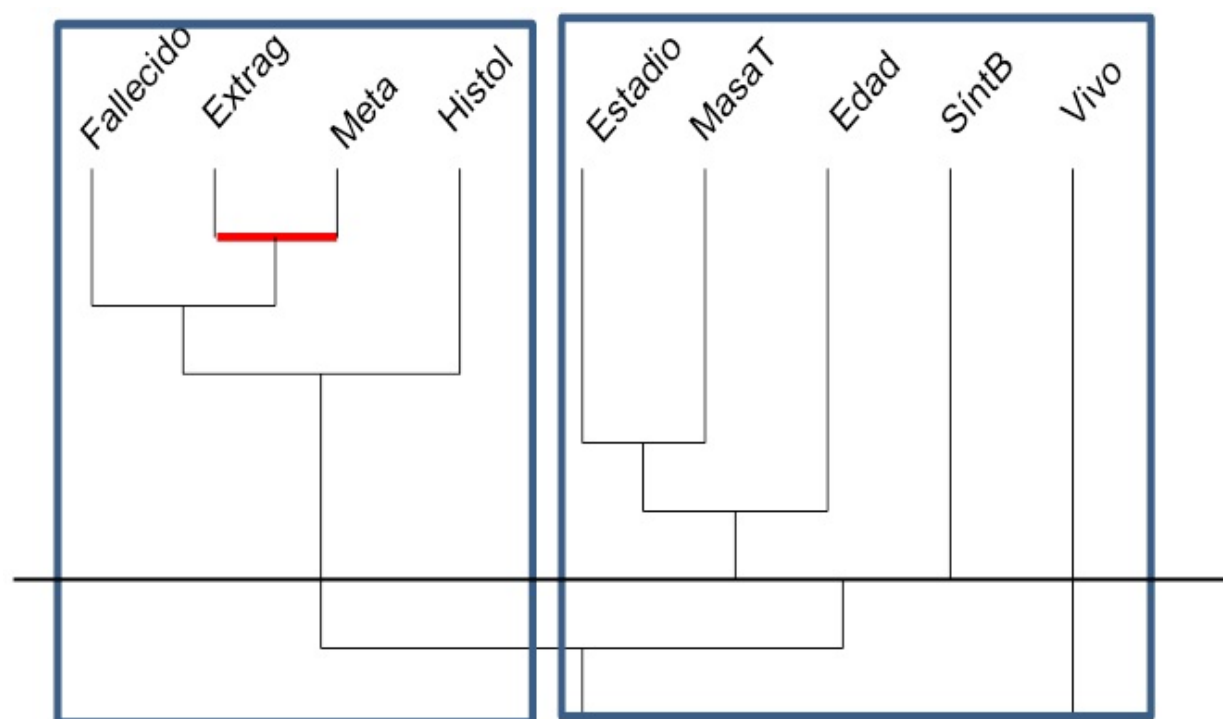 Fallecido
Extrag
Meta
Histol
Estadio
MasaT
Edad
SíntB
Vivo